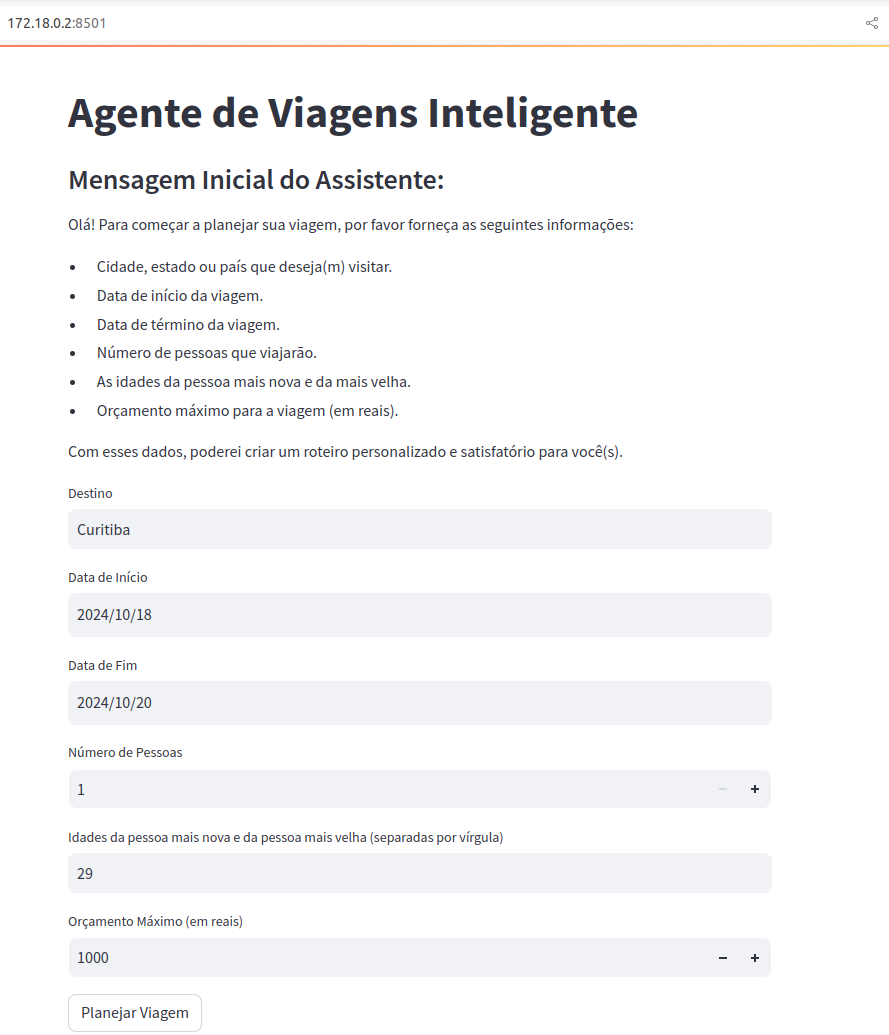 172.18.0.2:8501
Agente de Viagens Inteligente
Mensagem Inicial do Assistente:
Olá! Para começar a planejar sua viagem, por favor forneça as seguintes informações:
• Cidade, estado ou país que deseja(m) visitar.
• Data de início da viagem.
• Data de término da viagem.
• Número de pessoas que viajarão.
• As idades da pessoa mais nova e da mais velha.
• Orçamento máximo para a viagem (em reais).
Com esses dados, poderei criar um roteiro personalizado e satisfatório para você(s).
Destino
Curitiba
Data de Início
2024/10/18
Data de Fim
2024/10/20
Número de Pessoas
1 − +
Idades da pessoa mais nova e da pessoa mais velha (separadas por vírgula)
29
Orçamento Máximo (em reais)
1000 − +
Planejar Viagem